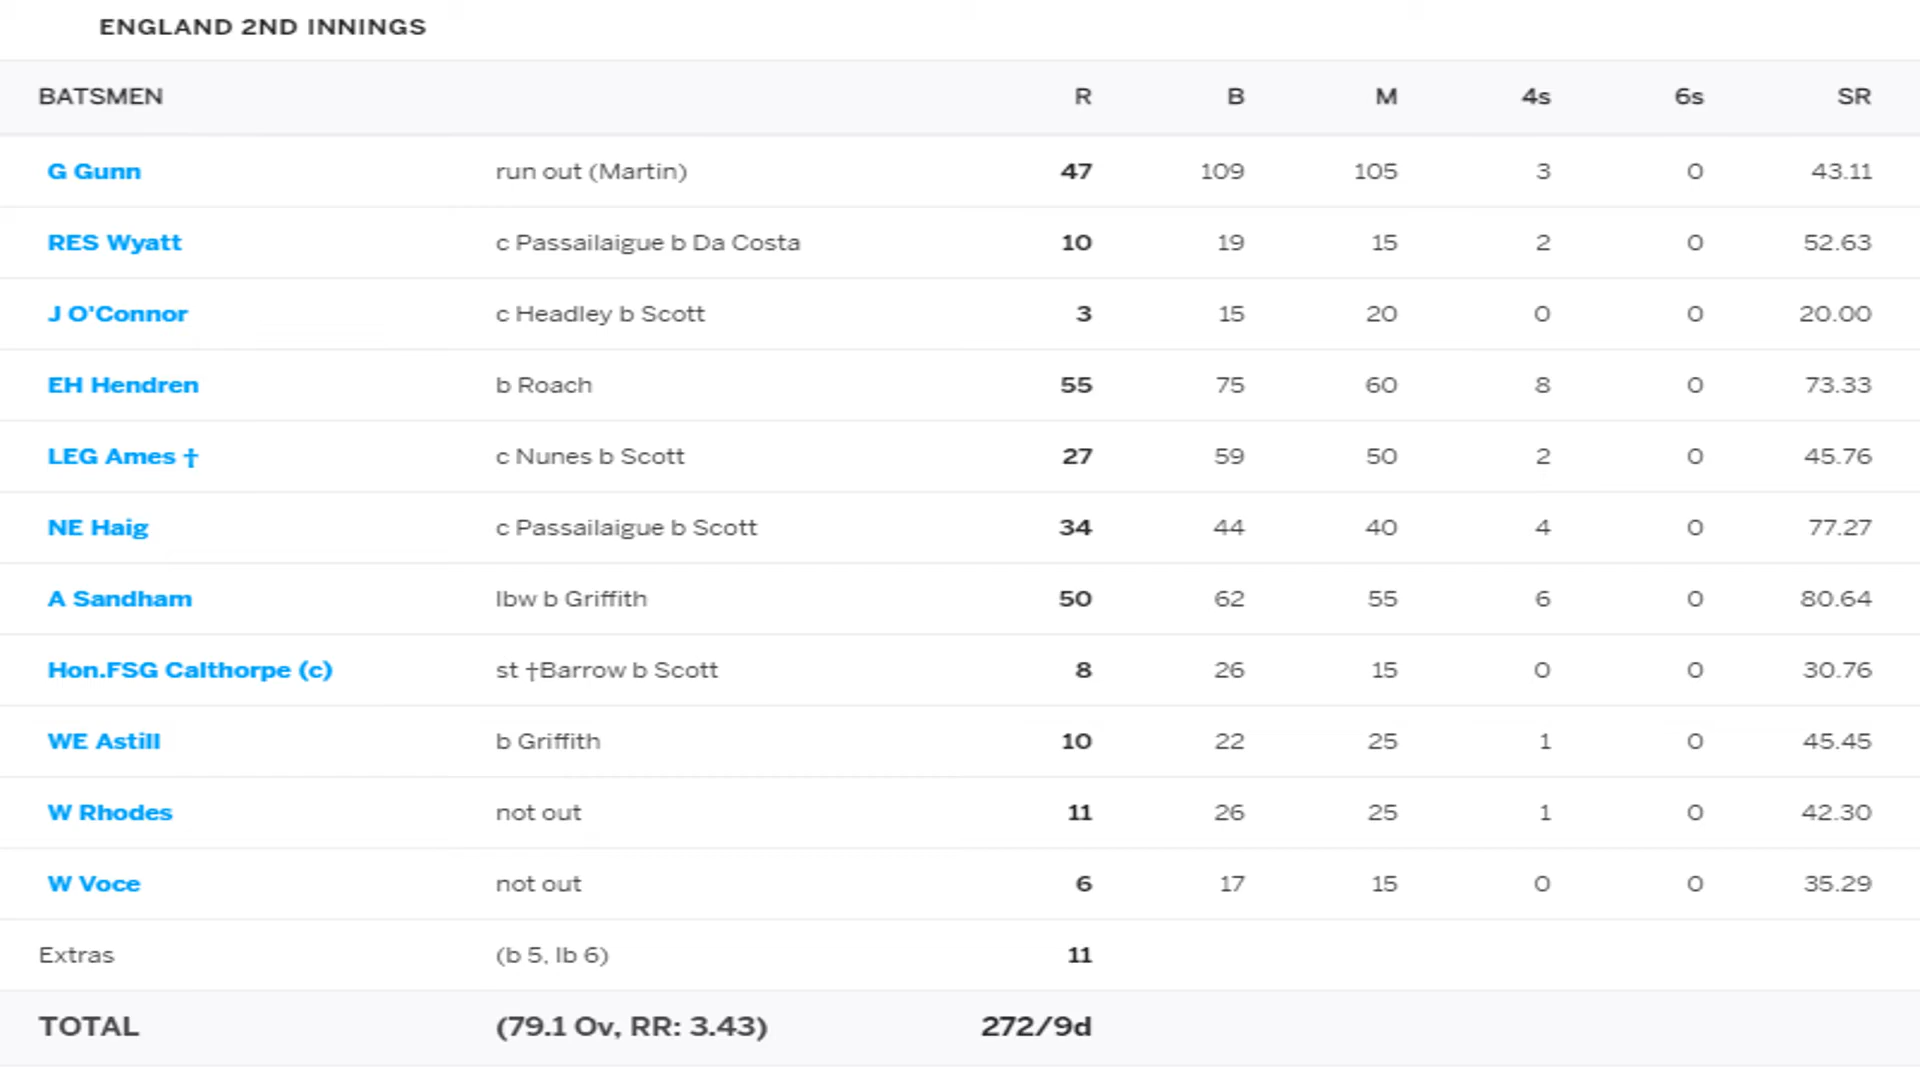 ENGLAND 2ND INNINGS
BATSMEN R B M 4s 6s SR
G Gunn run out (Martin) 47 109 105 3 0 43.11
RES Wyatt c Passailaigue b Da Costa 10 19 15 2 0 52.63
J O'Connor c Headley b Scott 3 15 20 0 0 20.00
EH Hendren b Roach 55 75 60 8 0 73.33
LEG Ames † c Nunes b Scott 27 59 50 2 0 45.76
NE Haig c Passailaigue b Scott 34 44 40 4 0 77.27
A Sandham lbw b Griffith 50 62 55 6 0 80.64
Hon.FSG Calthorpe (c) st †Barrow b Scott 8 26 15 0 0 30.76
WE Astill b Griffith 10 22 25 1 0 45.45
W Rhodes not out 11 26 25 1 0 42.30
W Voce not out 6 17 15 0 0 35.29
Extras (b 5, lb 6) 11
TOTAL (79.1 Ov, RR: 3.43) 272/9d